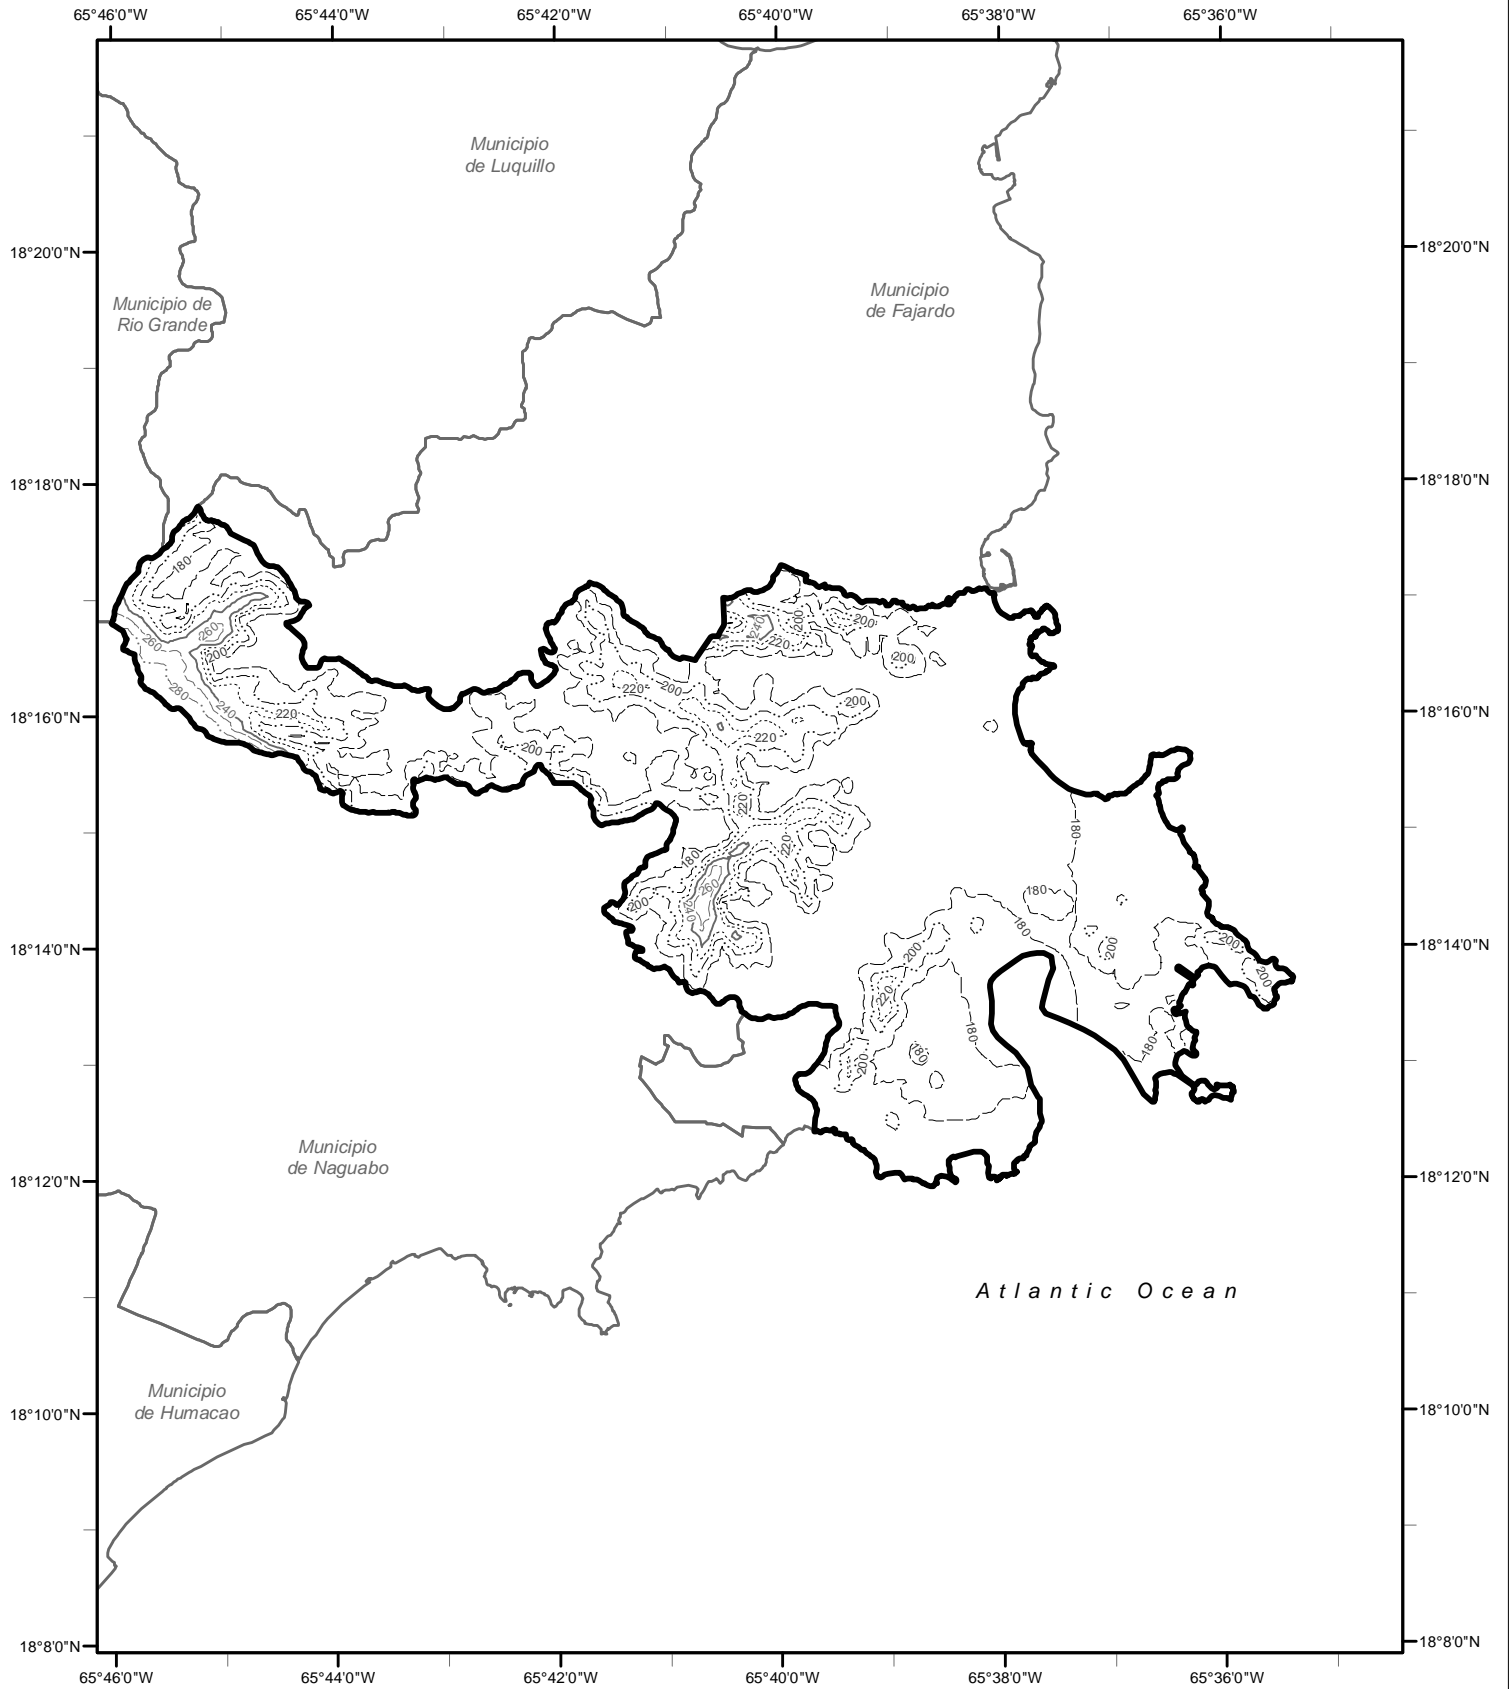 65°46'0"W 65°44'0"W 65°42'0"W 65°40'0"W 65°38'0"W 65°36'0"W
Municipio
de Luquillo
18°20'0"N 18°20'0"N
Municipio
de Fajardo
Municipio de
Rio Grande
18°18'0"N 18°18'0"N
180
200
240
200
220
260
260
200
200
220
200
280
240
220
200
18°16'0"N 18°16'0"N
220
200
220
180
220
180
260
180
200
240
180
200
200
200
18°14'0"N 18°14'0"N
200
220
180
180
180
200
Municipio
de Naguabo
18°12'0"N 18°12'0"N
Atlantic Ocean
Municipio
de Humacao
18°10'0"N 18°10'0"N
18°8'0"N 18°8'0"N
65°46'0"W 65°44'0"W 65°42'0"W 65°40'0"W 65°38'0"W 65°36'0"W